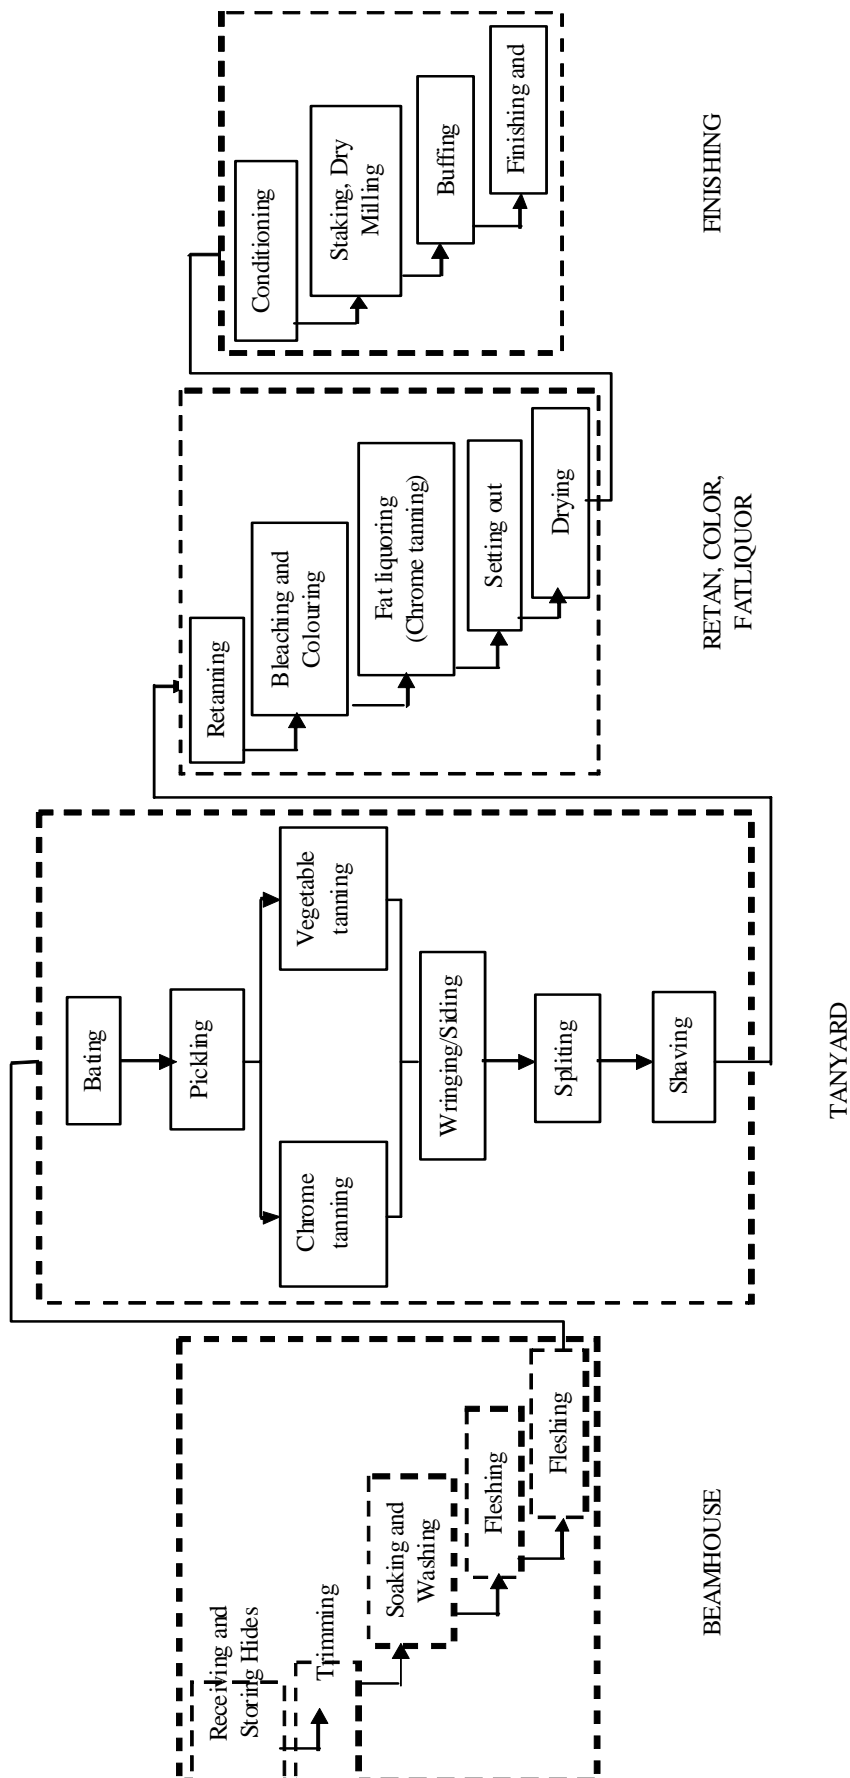 Receiving and
Storing Hides
Trimming
Soaking and
Washing
Fleshing
Fleshing
BEAMHOUSE
Bating
Pickling
Chrome
tanning
Vegetable
tanning
Wringing/Siding
Spliting
Shaving
TANYARD
Retanning
Bleaching and
Colouring
Fat liquoring
(Chrome tanning)
Setting out
Drying
RETAN, COLOR,
FATLIQUOR
Conditioning
Staking, Dry
Milling
Buffing
Finishing and
FINISHING